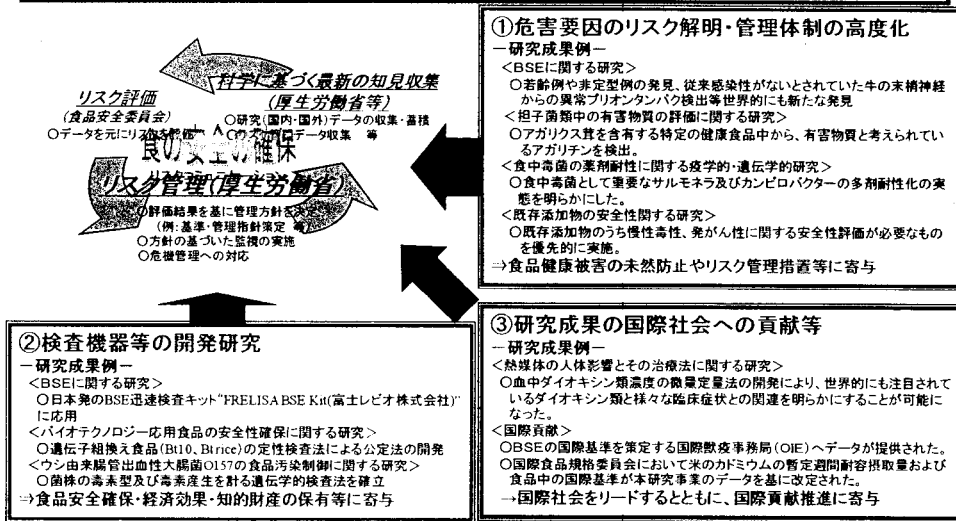 科学に基づく最新の知見収集
(厚生労働省等)
○研究(国内・国外)データの収集・蓄積
データ収集 等
リスク評価
(食品安全委員会)
○データを元にリスクを評価
食の安全の確保
リスク管理(厚生労働省)
○評価結果を基に管理方針を決定
(例:基準・管理指針策定 等
○方針の基づいた監視の実施
○危機管理への対応
①危害要因のリスク解明・管理体制の高度化
-研究成果例-
<BSEに関する研究>
○若齢例や非定型例の発見、従来感染性がないとされていた牛の末梢神経
からの異常プリオンタンパク検出等世界的にも新たな発見
<担子菌類中の有害物質の評価に関する研究>
○アガリクス茸を含有する特定の健康食品中から、有害物質と考えられてい
るアガリチンを検出。
<食中毒菌の薬剤耐性に関する疫学的・遺伝学的研究>
○食中毒菌として重要なサルモネラ及びカンピロバクターの多剤耐性化の実
態を明らかにした。
<既存添加物の安全性関する研究>
○既存添加物のうち慢性毒性、発がん性に関する安全性評価が必要なもの
を優先的に実施。
⇒食品健康被害の未然防止やリスク管理措置等に寄与
②検査機器等の開発研究
-研究成果例-
<BSEに関する研究>
○日本発のBSE迅速検査キット"FRELISA BSE Kit(富士レビオ株式会社)"
に応用
<バイオテクノロジー応用食品の安全性確保に関する研究>
○遺伝子組換え食品(Bt10、Bt rice)の定性検査法による公定法の開発
<ウシ由来腸管出血性大腸菌O157の食品汚染制御に関する研究>
○菌株の毒素型及び毒素産生を計る遺伝学的検査法を確立
⇒食品安全確保・経済効果・知的財産の保有等に寄与
③研究成果の国際社会への貢献等
-研究成果例-
<熱媒体の人体影響とその治療法に関する研究>
○血中ダイオキシン類濃度の微量定量法の開発により、世界的にも注目されて
いるダイオキシン類と様々な臨床症状との関連を明らかにすることが可能に
なった。
<国際貢献>
○BSEの国際基準を策定する国際獣疫事務局(OIE)へデータが提供された。
○国際食品規格委員会において米のカドミウムの暫定週間耐容摂取量および
食品中の国際基準が本研究事業のデータを基に改定された。
→国際社会をリードするとともに、国際貢献推進に寄与